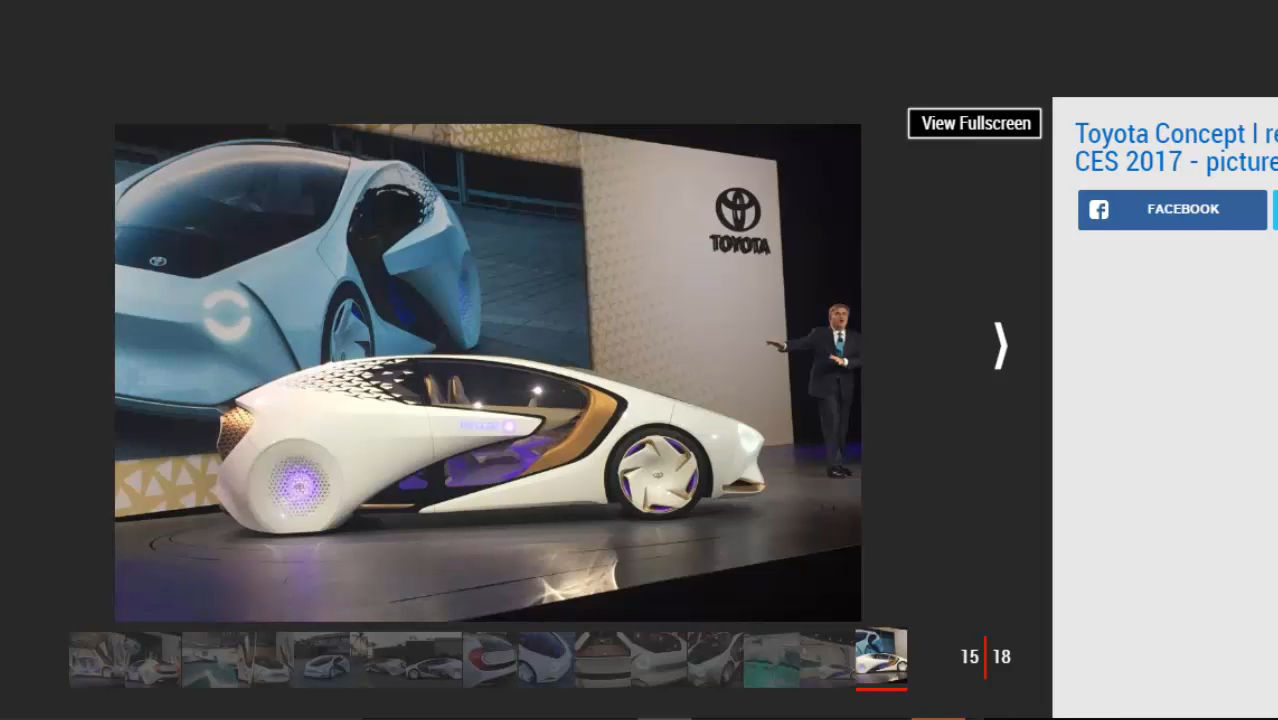 View Fullscreen
Toyota Concept I re
CES 2017 - picture
FACEBOOK
TOYOTA
15 18